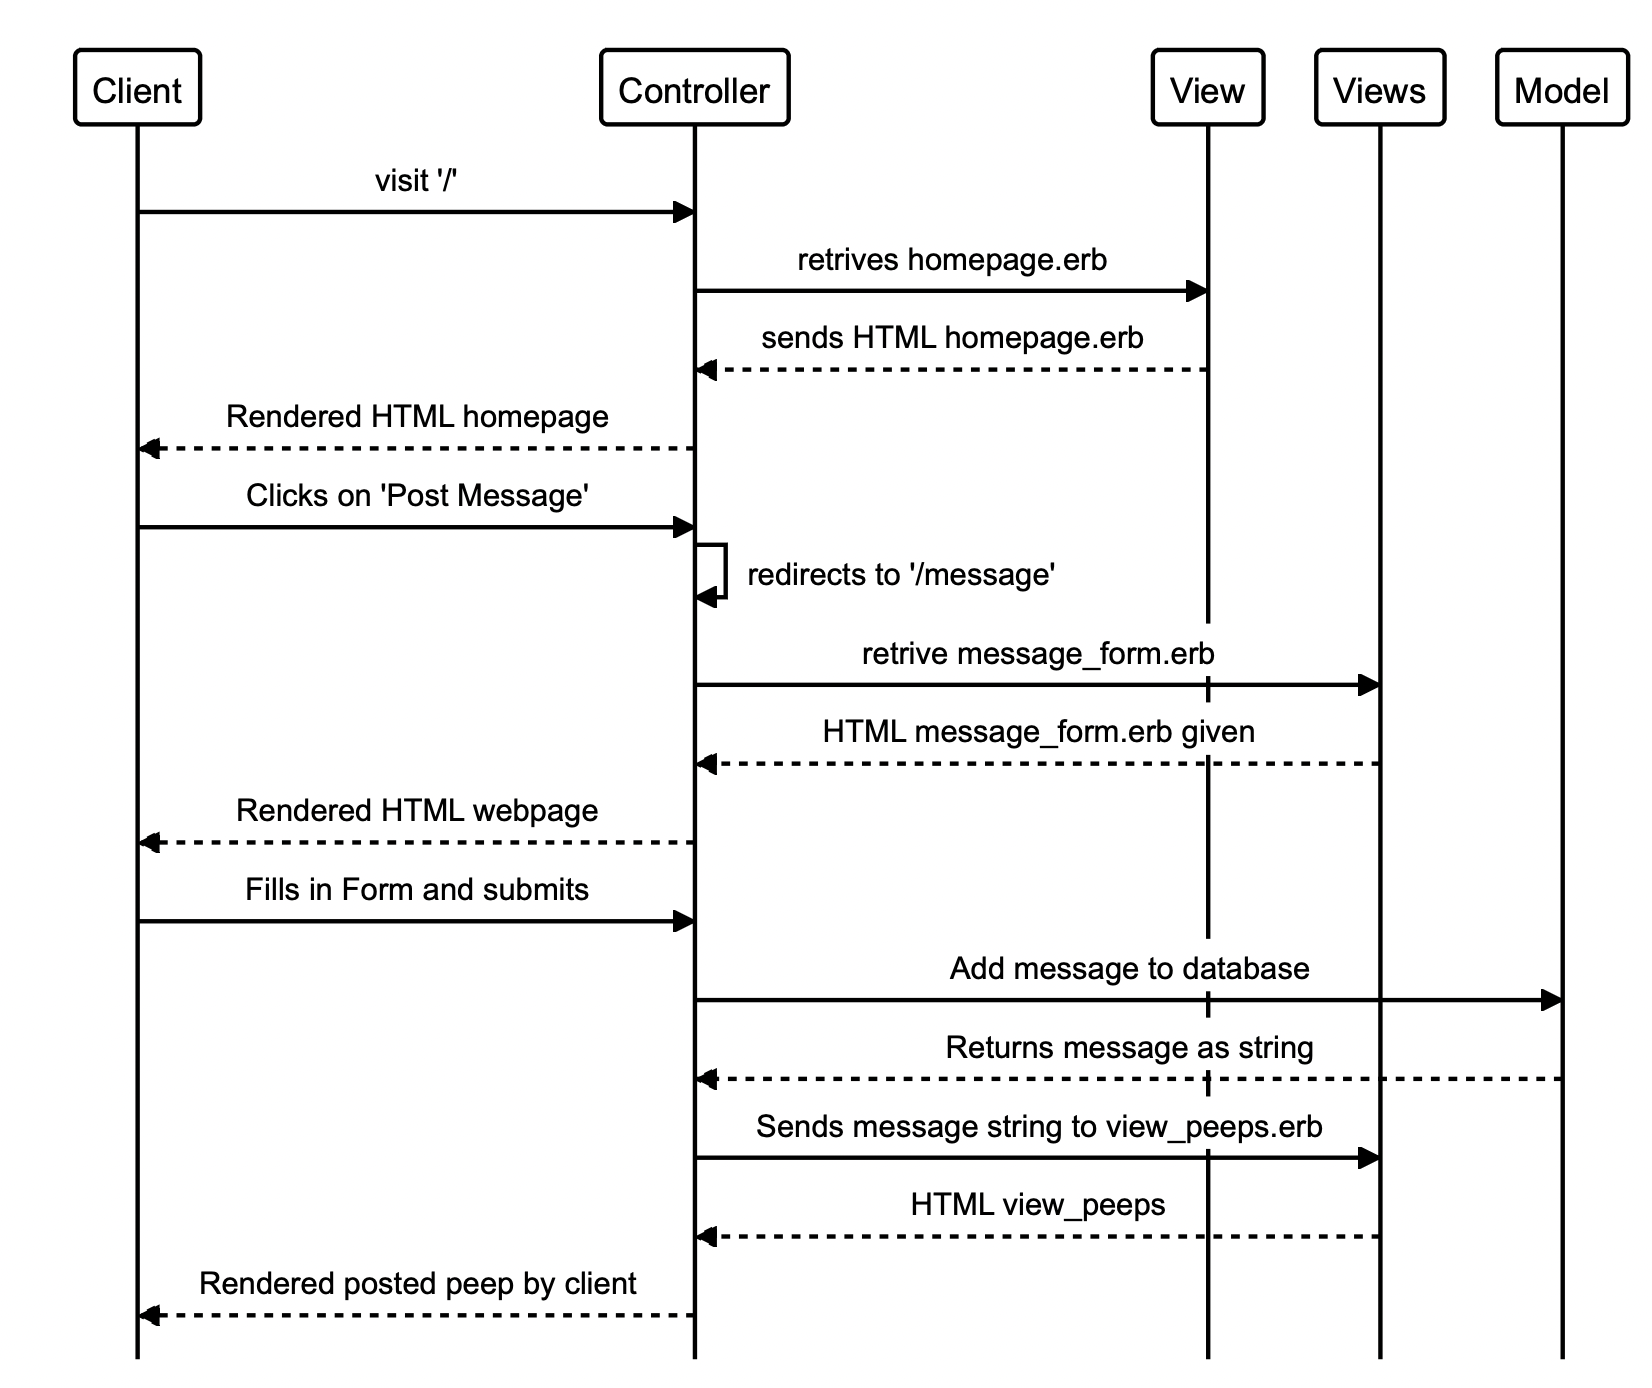 Client
Controller
View
Views
Model
visit '/'
retrives homepage.erb
sends HTML homepage.erb
Rendered HTML homepage
Clicks on 'Post Message'
redirects to '/message'
retrive message_form.erb
HTML message_form.erb given
Rendered HTML webpage
Fills in Form and submits
Add message to database
Returns message as string
Sends message string to view_peeps.erb
HTML view_peeps
Rendered posted peep by client